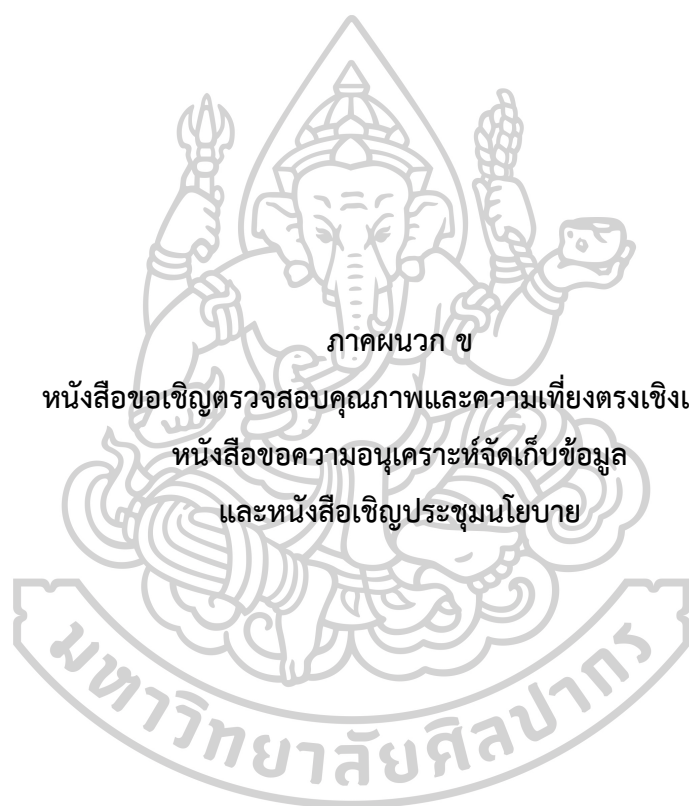 ภาคผนวก ข
หนังสือขอเชิญตรวจสอบคุณภาพและความเที่ยงตรงเชิง
หนังสือขอความอนุเคราะห์จัดเก็บข้อมูล
และหนังสือเชิญประชุมนโยบาย
มหาวิทยาลัยศิลปากร